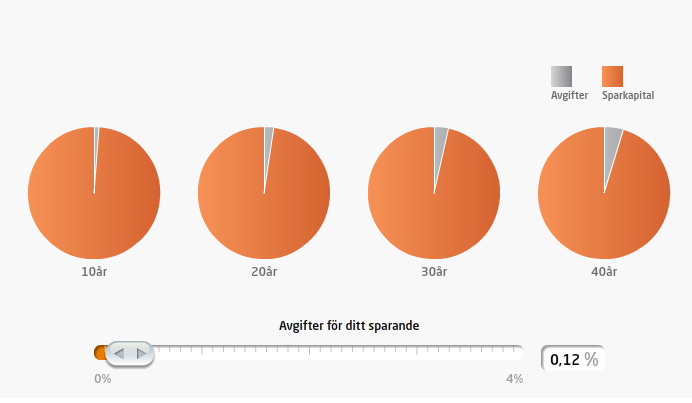 Avgifter Sparkapital
10år 20år 30år 40år
Avgifter för ditt sparande
0,12 %
0% 4%